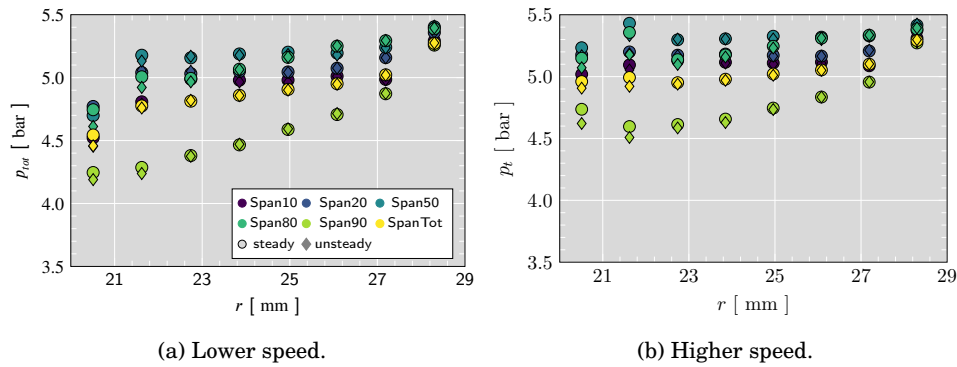 5.5
5.0
4.5
4.0
3.5
p_tot [ bar ]
21 23 25 27 29
r [ mm ]
Span10 Span20 Span50
Span80 Span90 SpanTot
steady unsteady
(a) Lower speed.
5.5
5.0
4.5
4.0
3.5
p_t [ bar ]
21 23 25 27 29
r [ mm ]
(b) Higher speed.